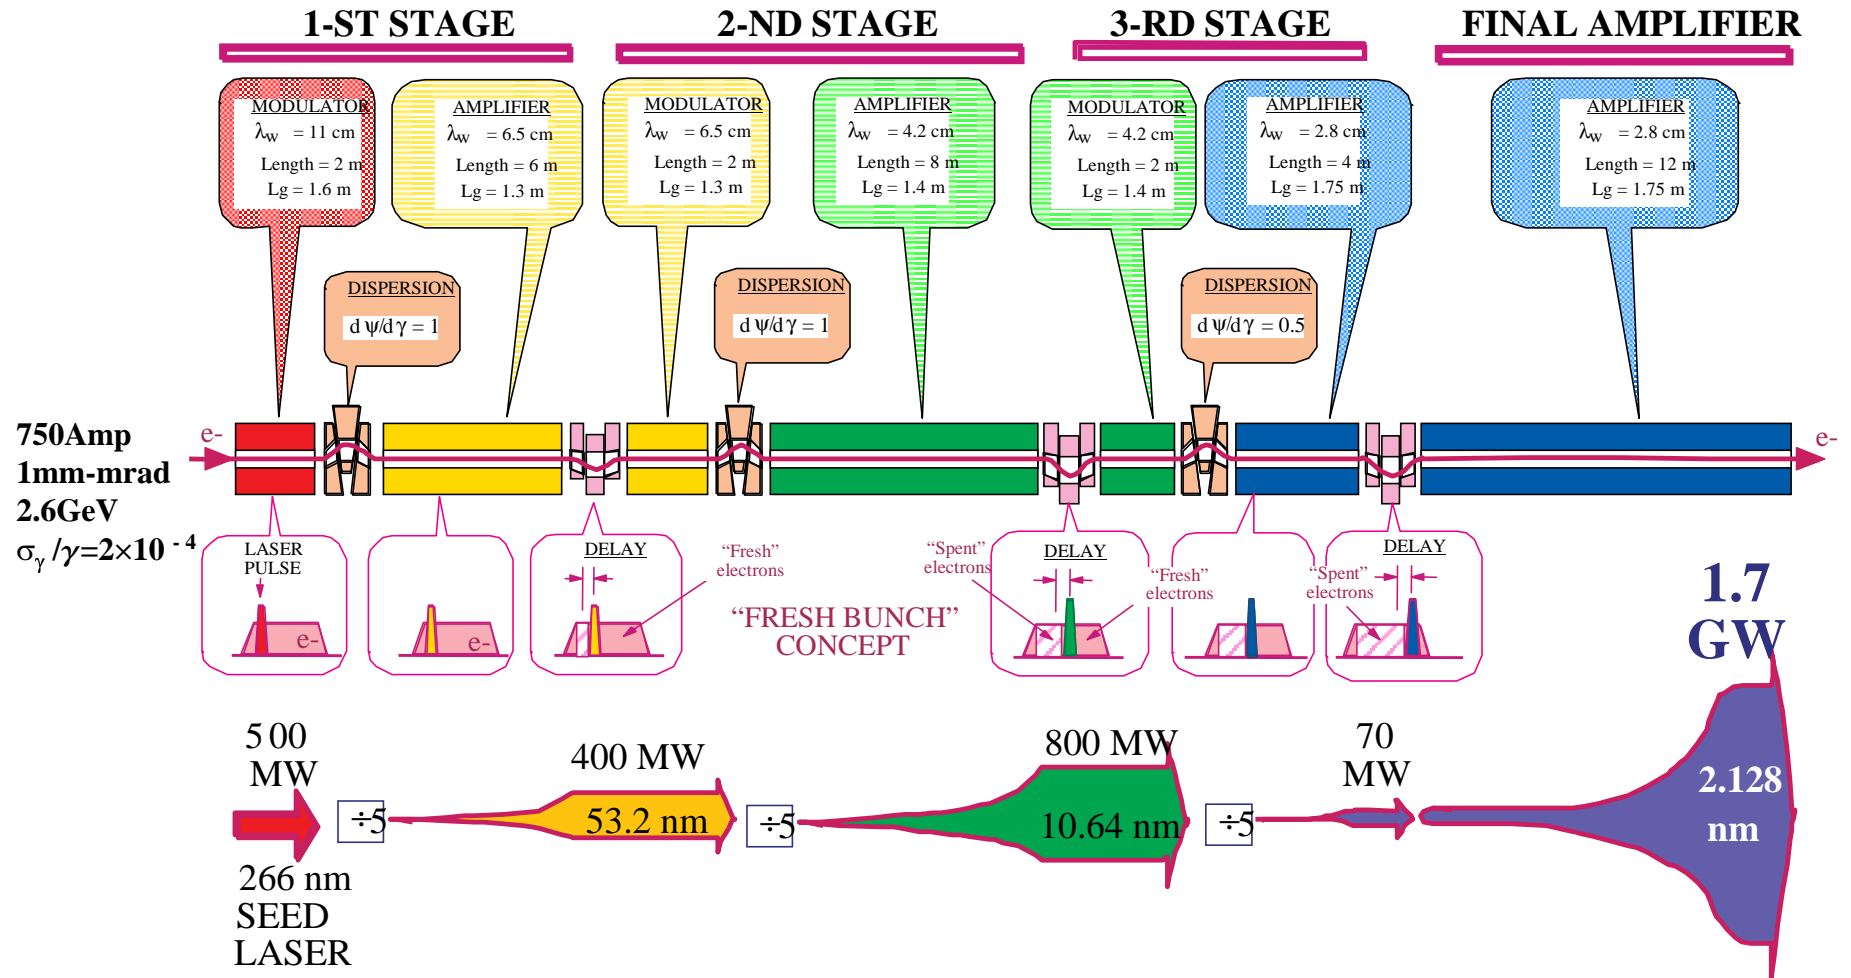 1-ST STAGE
2-ND STAGE
3-RD STAGE
FINAL AMPLIFIER
MODULATOR
λw = 11 cm
Length = 2 m
Lg = 1.6 m
AMPLIFIER
λw = 6.5 cm
Length = 6 m
Lg = 1.3 m
MODULATOR
λw = 6.5 cm
Length = 2 m
Lg = 1.3 m
AMPLIFIER
λw = 4.2 cm
Length = 8 m
Lg = 1.4 m
MODULATOR
λw = 4.2 cm
Length = 2 m
Lg = 1.4 m
AMPLIFIER
λw = 2.8 cm
Length = 4 m
Lg = 1.75 m
AMPLIFIER
λw = 2.8 cm
Length = 12 m
Lg = 1.75 m
DISPERSION
d ψ/d γ = 1
DISPERSION
d ψ/d γ = 1
DISPERSION
d ψ/d γ = 0.5
750Amp
1mm-mrad
2.6GeV
σγ /γ=2×10 - 4
e-
e-
LASER
PULSE
e-
e-
DELAY
“Fresh”
electrons
“FRESH BUNCH”
CONCEPT
“Spent”
electrons
DELAY
“Fresh”
electrons
“Spent”
electrons
DELAY
1.7
GW
500
MW
400 MW
800 MW
70
MW
÷5
53.2 nm
÷5
10.64 nm
÷5
2.128
nm
266 nm
SEED
LASER